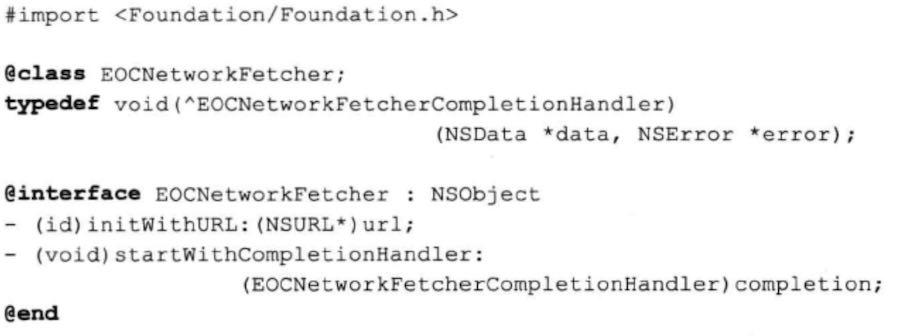 #import <Foundation/Foundation.h>
@class EOCNetworkFetcher;
typedef void(^EOCNetworkFetcherCompletionHandler)
(NSData *data, NSError *error);
@interface EOCNetworkFetcher : NSObject
- (id)initWithURL:(NSURL*)url;
- (void)startWithCompletionHandler:
(EOCNetworkFetcherCompletionHandler)completion;
@end